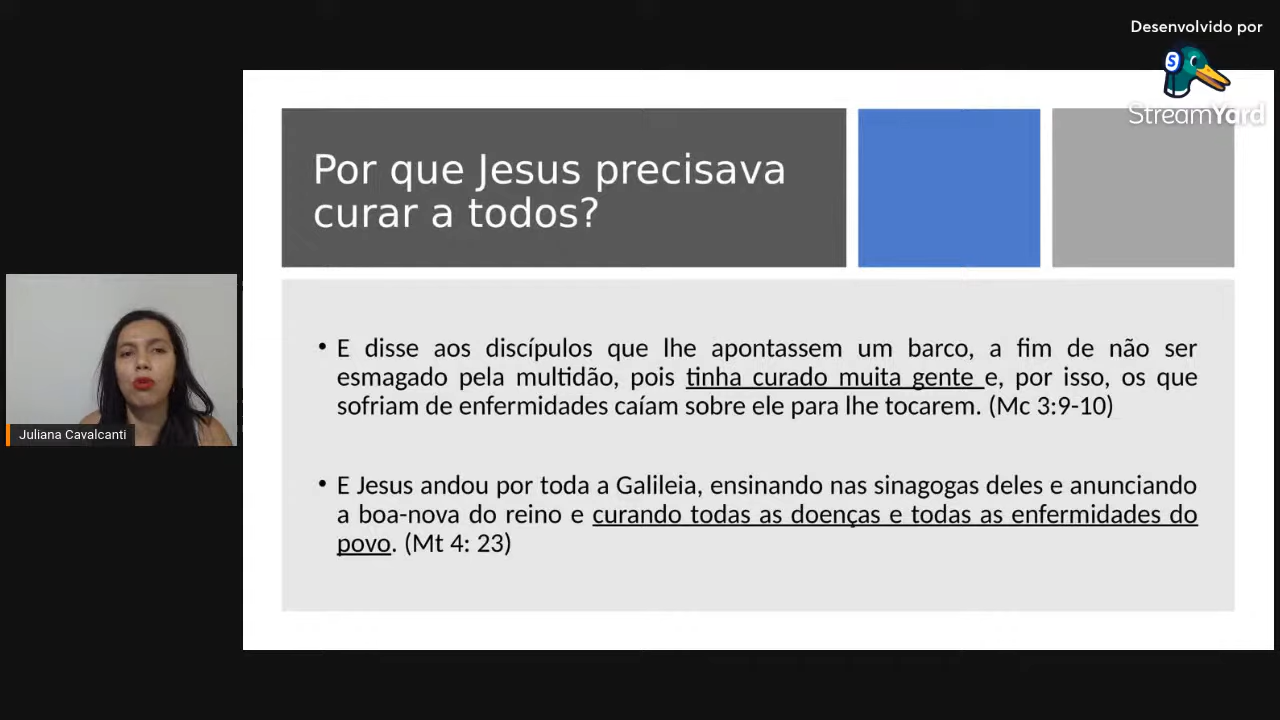 Desenvolvido por
S
StreamYard
Por que Jesus precisava
curar a todos?
• E disse aos discípulos que lhe apontassem um barco, a fim de não ser
esmagado pela multidão, pois tinha curado muita gente e, por isso, os que
sofriam de enfermidades caíam sobre ele para lhe tocarem. (Mc 3:9-10)
• E Jesus andou por toda a Galileia, ensinando nas sinagogas deles e anunciando
a boa-nova do reino e curando todas as doenças e todas as enfermidades do
povo. (Mt 4: 23)
Juliana Cavalcanti